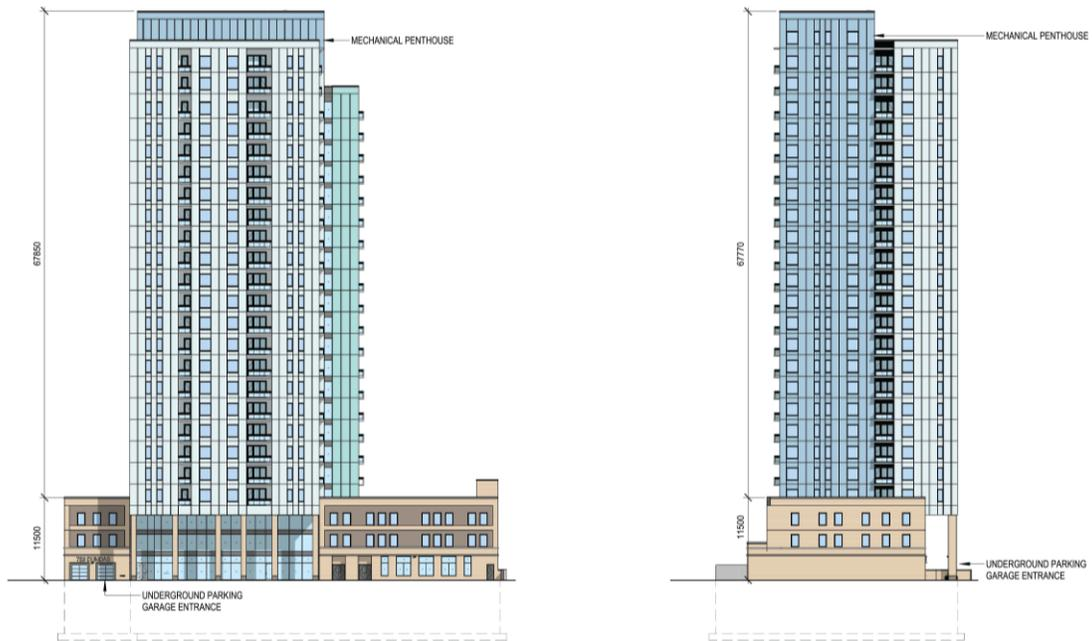 MECHANICAL PENTHOUSE
67850
11500
UNDERGROUND PARKING
GARAGE ENTRANCE
MECHANICAL PENTHOUSE
67770
11500
UNDERGROUND PARKING
GARAGE ENTRANCE